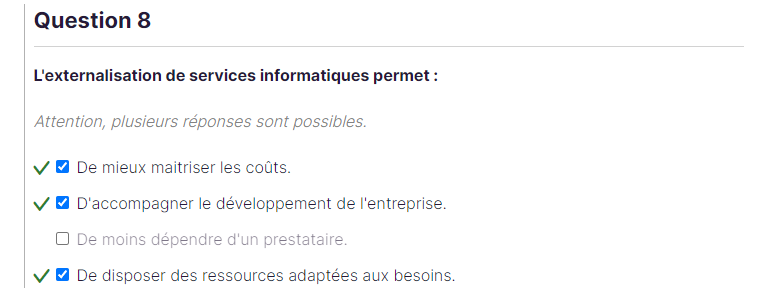 Question 8
L'externalisation de services informatiques permet :
Attention, plusieurs réponses sont possibles.
De mieux maitriser les coûts.
D'accompagner le développement de l'entreprise.
De moins dépendre d'un prestataire.
De disposer des ressources adaptées aux besoins.